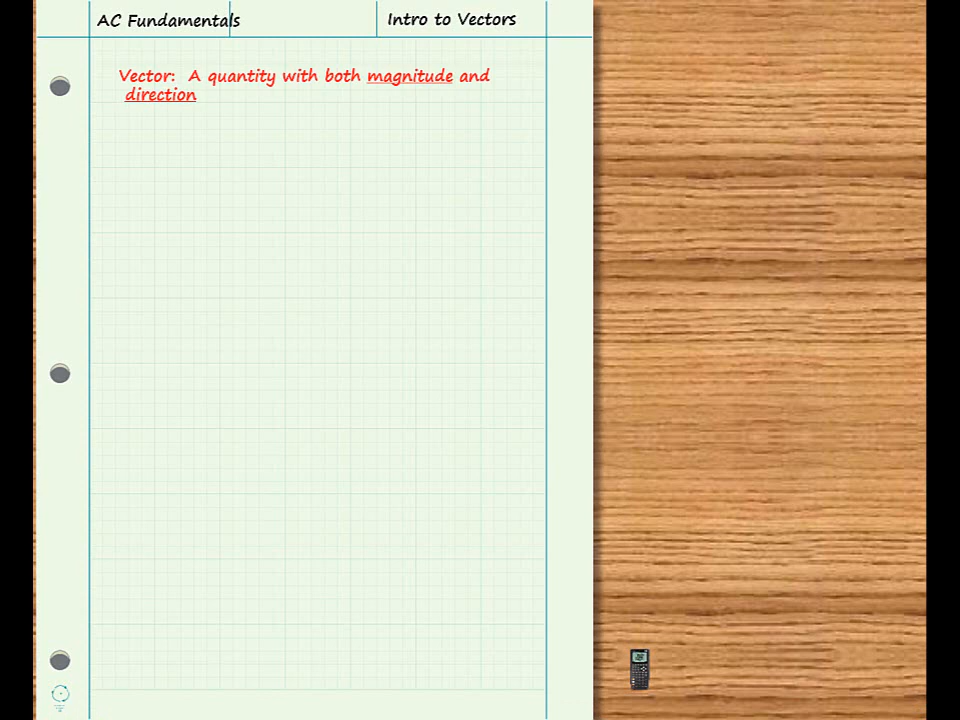 AC Fundamentals
Intro to Vectors
Vector: A quantity with both magnitude and
direction